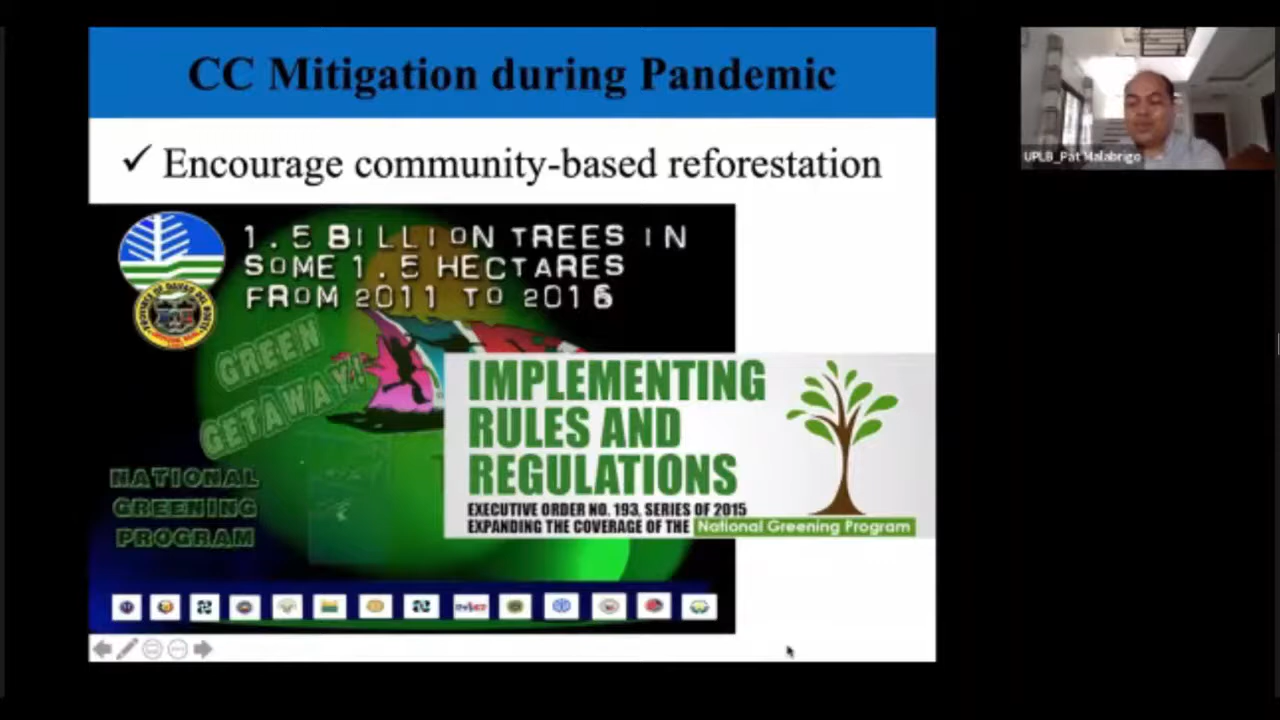 CC Mitigation during Pandemic
✓ Encourage community-based reforestation
1.5 BILLION TREES IN
SOME 1.5 HECTARES
FROM 2011 TO 2016
GREEN
GETAWAY!
NATIONAL
GREENING
PROGRAM
IMPLEMENTING
RULES AND
REGULATIONS
EXECUTIVE ORDER NO. 193, SERIES OF 2015
EXPANDING THE COVERAGE OF THE National Greening Program
UPLB_Pat Malabrigo